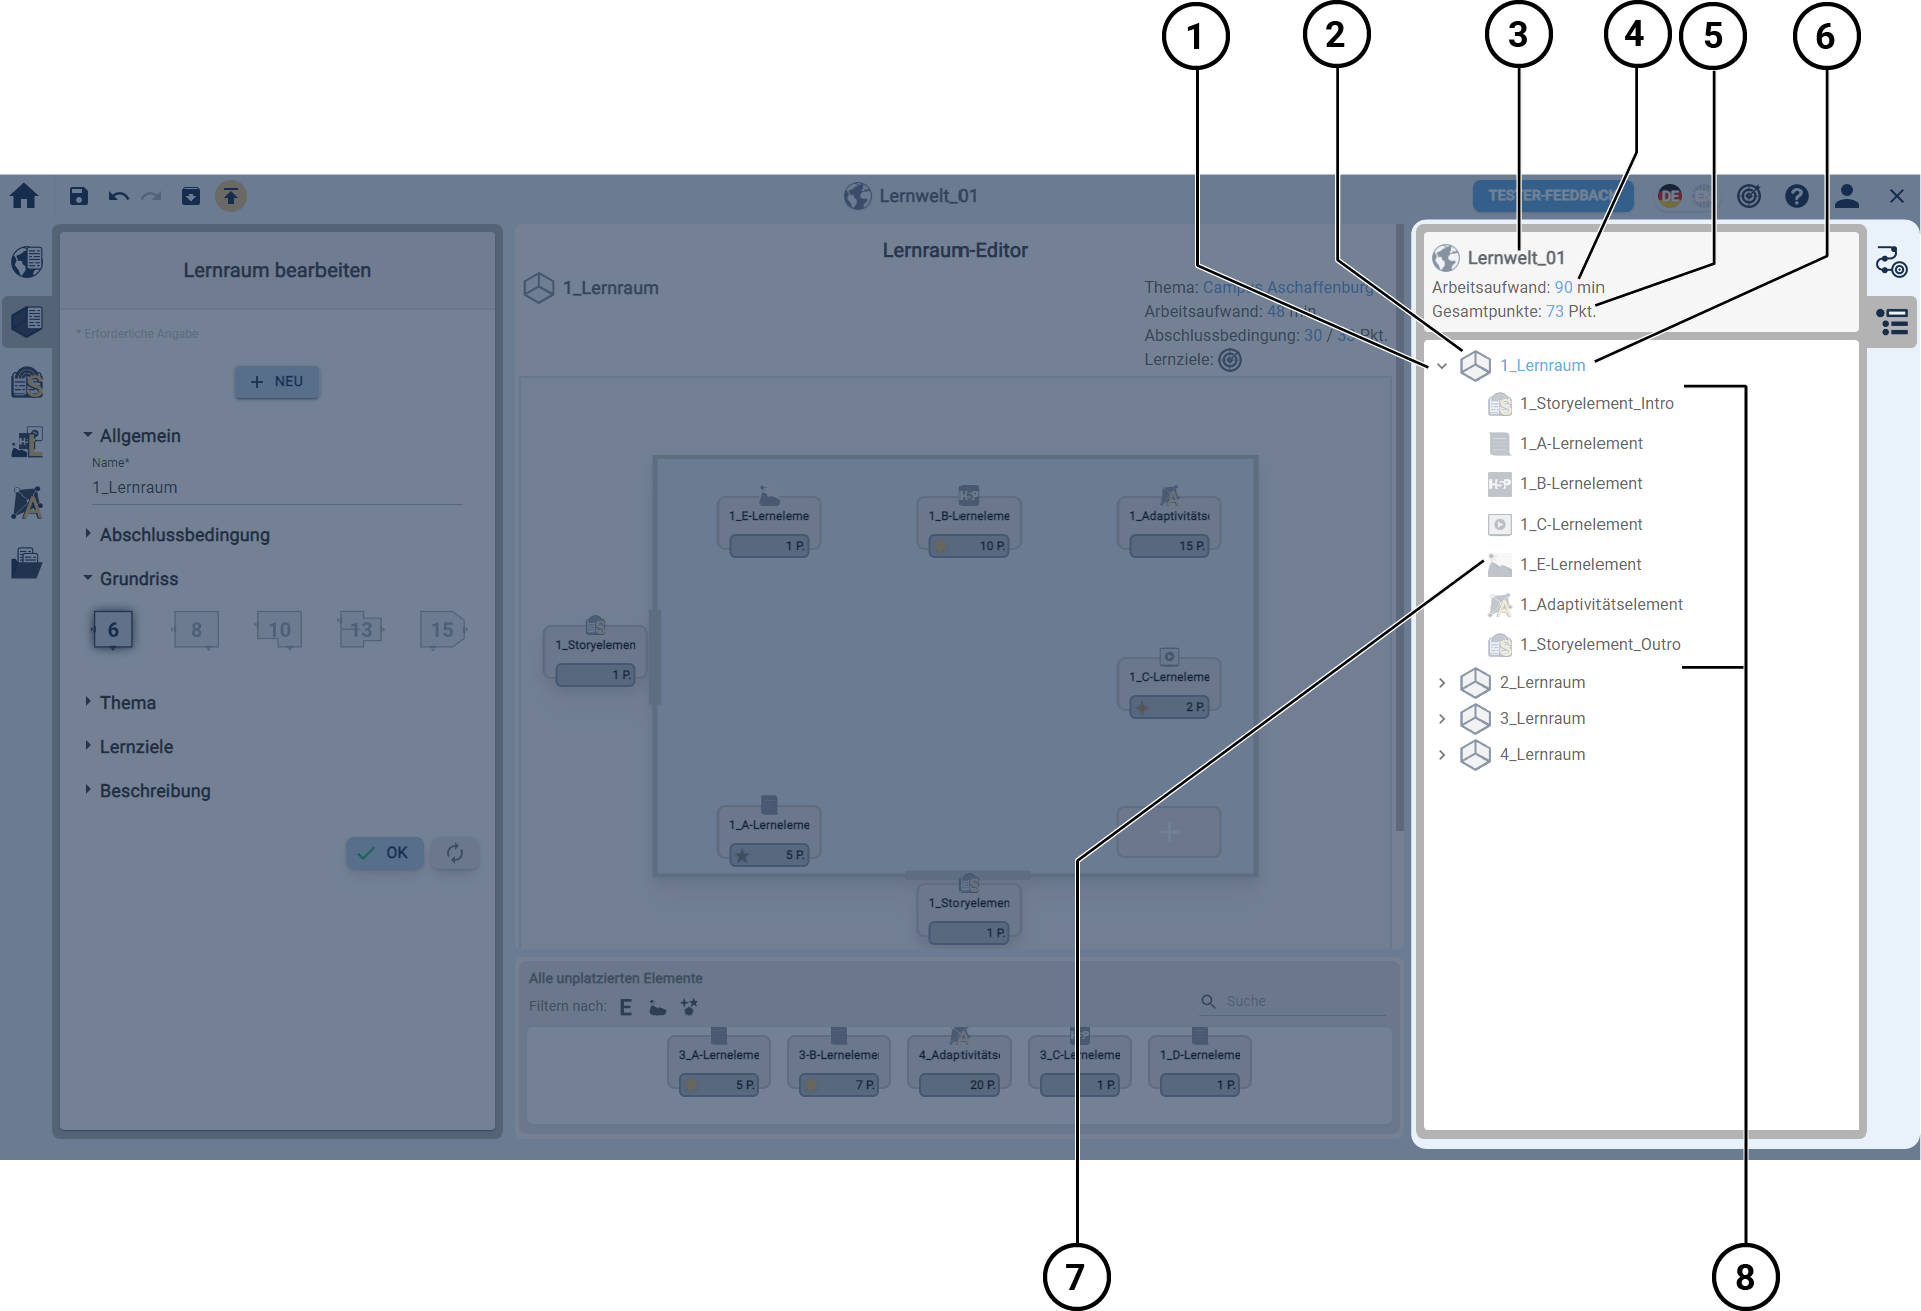 1
2
3
4
5
6
Lernwelt_01
TESTER-FEEDBACK
DE
EN
Lernraum bearbeiten
* Erforderliche Angabe
+ NEU
Allgemein
Name*
1_Lernraum
Abschlussbedingung
Grundriss
6
8
10
13
15
Thema
Lernziele
Beschreibung
OK
Lernraum-Editor
1_Lernraum
Thema: Campus Aschaffenburg
Arbeitsaufwand: 48 min
Abschlussbedingung: 30 / 35 Pkt.
Lernziele:
1_E-Lerneleme
1 P.
H5P
1_B-Lerneleme
10 P.
1_Adaptivitäts
15 P.
1_Storyelemen
1 P.
1_C-Lerneleme
2 P.
1_A-Lerneleme
5 P.
1_Storyelemen
1 P.
Alle unplatzierten Elemente
Filtern nach: E
Suche
3_A-Lerneleme
5 P.
3-B-Lerneleme
7 P.
4_Adaptivitäts
20 P.
H5P
3_C-Lerneleme
1 P.
1_D-Lerneleme
1 P.
Lernwelt_01
Arbeitsaufwand: 90 min
Gesamtpunkte: 73 Pkt.
1_Lernraum
1_Storyelement_Intro
1_A-Lernelement
H5P 1_B-Lernelement
1_C-Lernelement
1_E-Lernelement
1_Adaptivitätselement
1_Storyelement_Outro
2_Lernraum
3_Lernraum
4_Lernraum
7
8